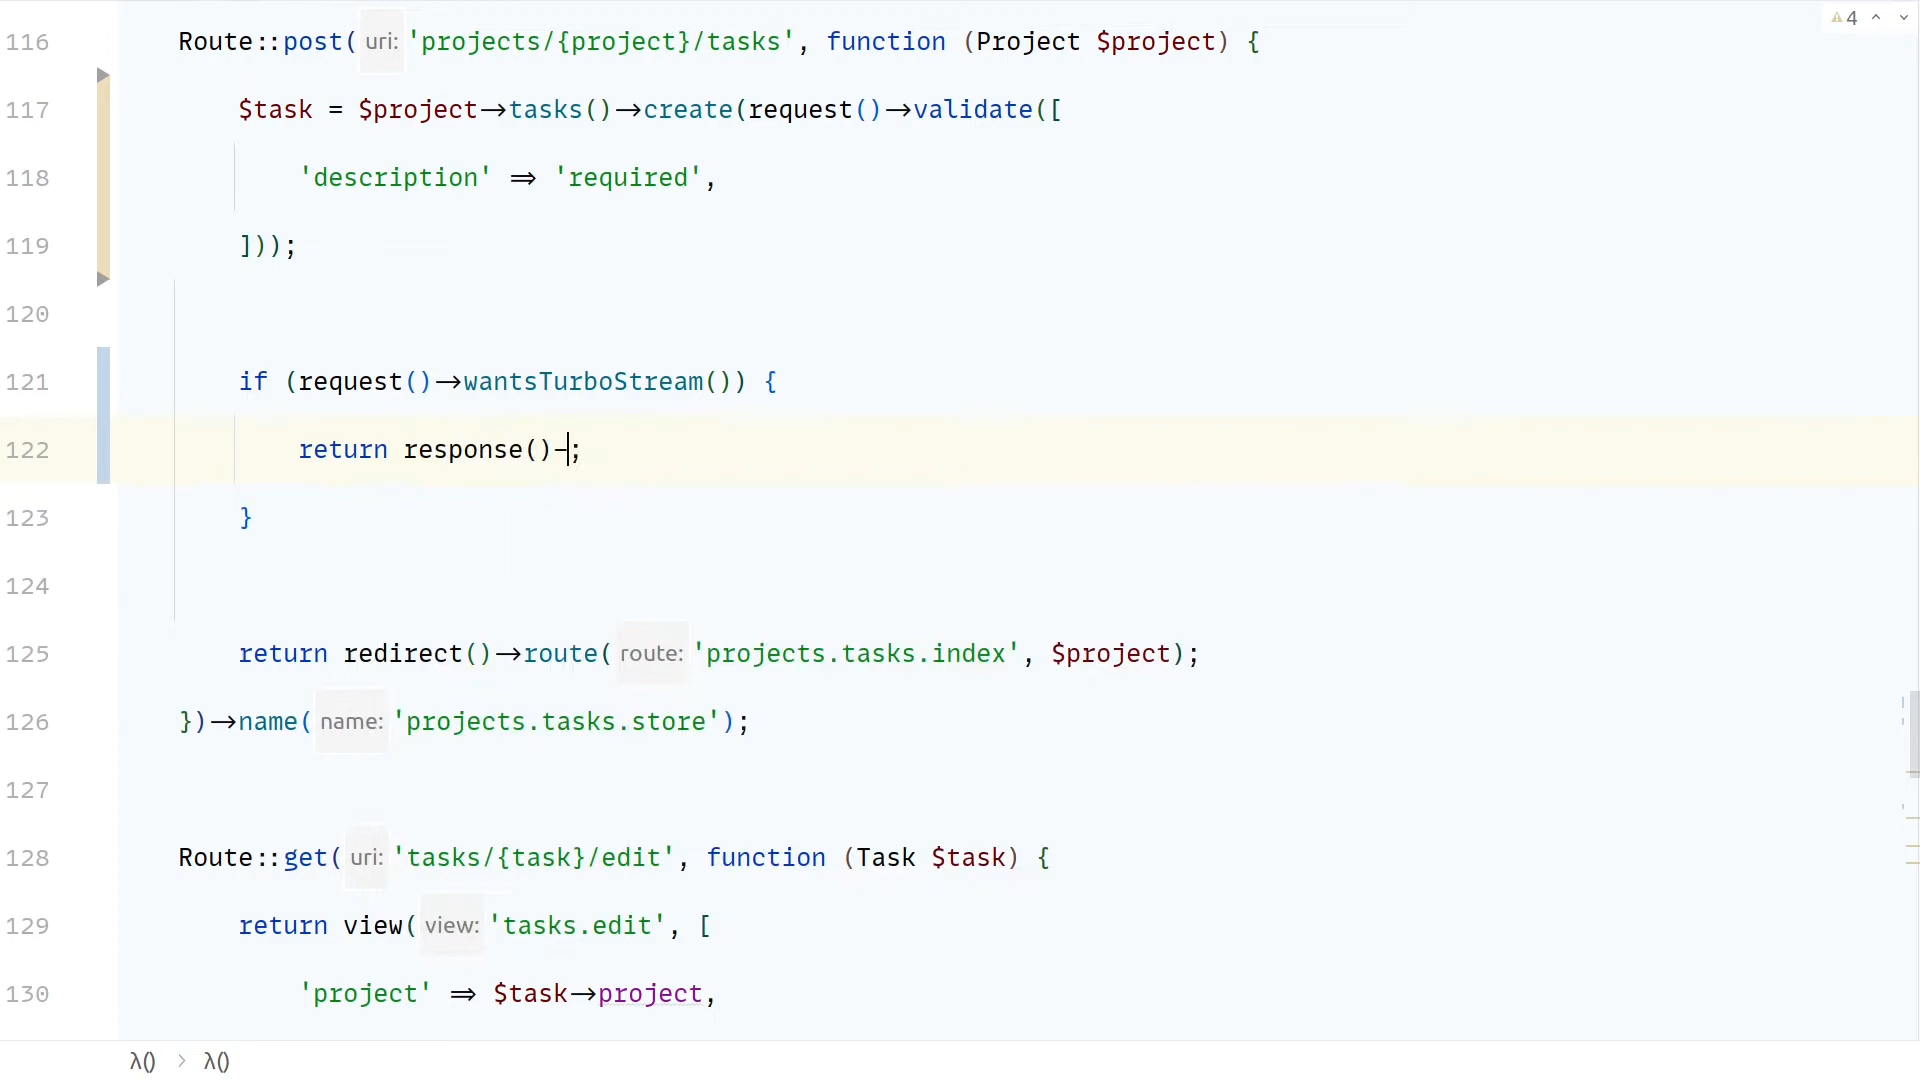 4
116 Route::post( uri: 'projects/{project}/tasks', function (Project $project) {
117 $task = $project->tasks()->create(request()->validate([
118 'description' => 'required',
119 ]));
120
121 if (request()->wantsTurboStream()) {
122 return response()-;
123 }
124
125 return redirect()->route( route: 'projects.tasks.index', $project);
126 })->name( name: 'projects.tasks.store');
127
128 Route::get( uri: 'tasks/{task}/edit', function (Task $task) {
129 return view( view: 'tasks.edit', [
130 'project' => $task->project,
λ() > λ()